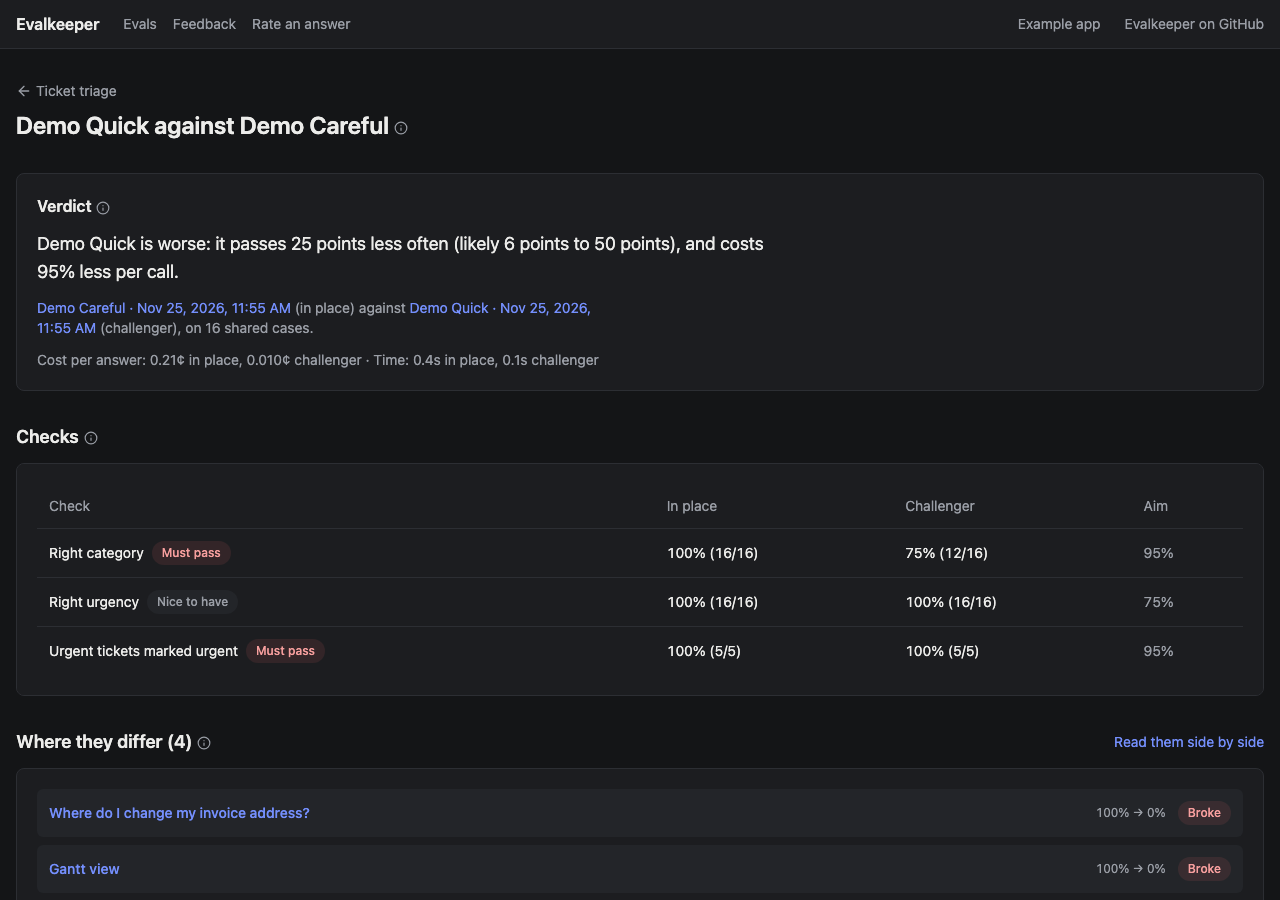 Evalkeeper Evals Feedback Rate an answer Example app Evalkeeper on GitHub
← Ticket triage
Demo Quick against Demo Careful
Verdict
Demo Quick is worse: it passes 25 points less often (likely 6 points to 50 points), and costs
95% less per call.
Demo Careful · Nov 25, 2026, 11:55 AM (in place) against Demo Quick · Nov 25, 2026,
11:55 AM (challenger), on 16 shared cases.
Cost per answer: 0.21¢ in place, 0.010¢ challenger · Time: 0.4s in place, 0.1s challenger
Checks
Check In place Challenger Aim
Right category Must pass 100% (16/16) 75% (12/16) 95%
Right urgency Nice to have 100% (16/16) 100% (16/16) 75%
Urgent tickets marked urgent Must pass 100% (5/5) 100% (5/5) 95%
Where they differ (4) Read them side by side
Where do I change my invoice address? 100% → 0% Broke
Gantt view 100% → 0% Broke